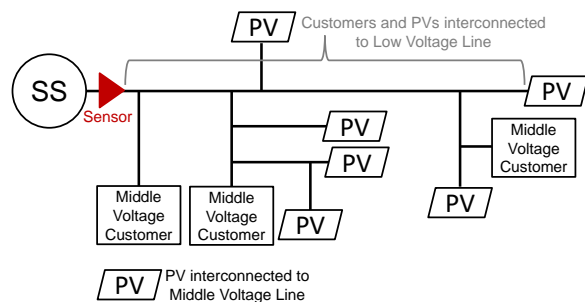 PV
Customers and PVs interconnected
to Low Voltage Line
SS
Sensor
PV
PV
PV
Middle
Voltage
Customer
Middle
Voltage
Customer
Middle
Voltage
Customer
PV
PV
PV
PV interconnected to
Middle Voltage Line